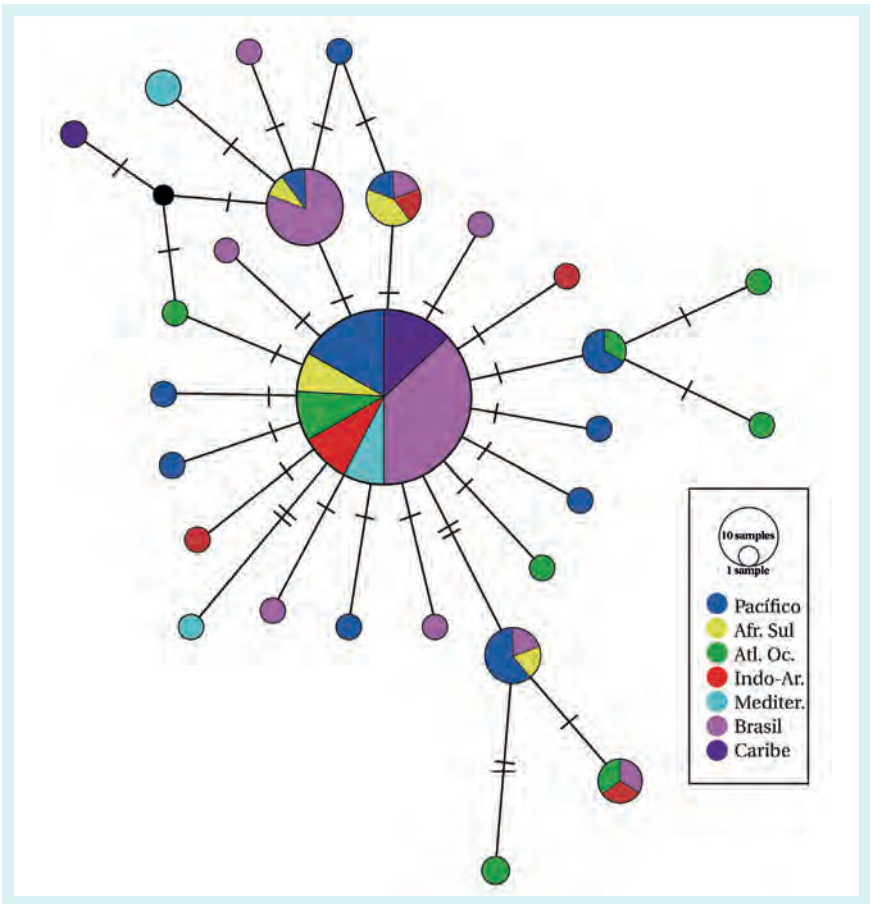 10 samples
1 sample
Pacífico
Afr. Sul
Atl. Oc.
Indo-Ar.
Mediter.
Brasil
Caribe